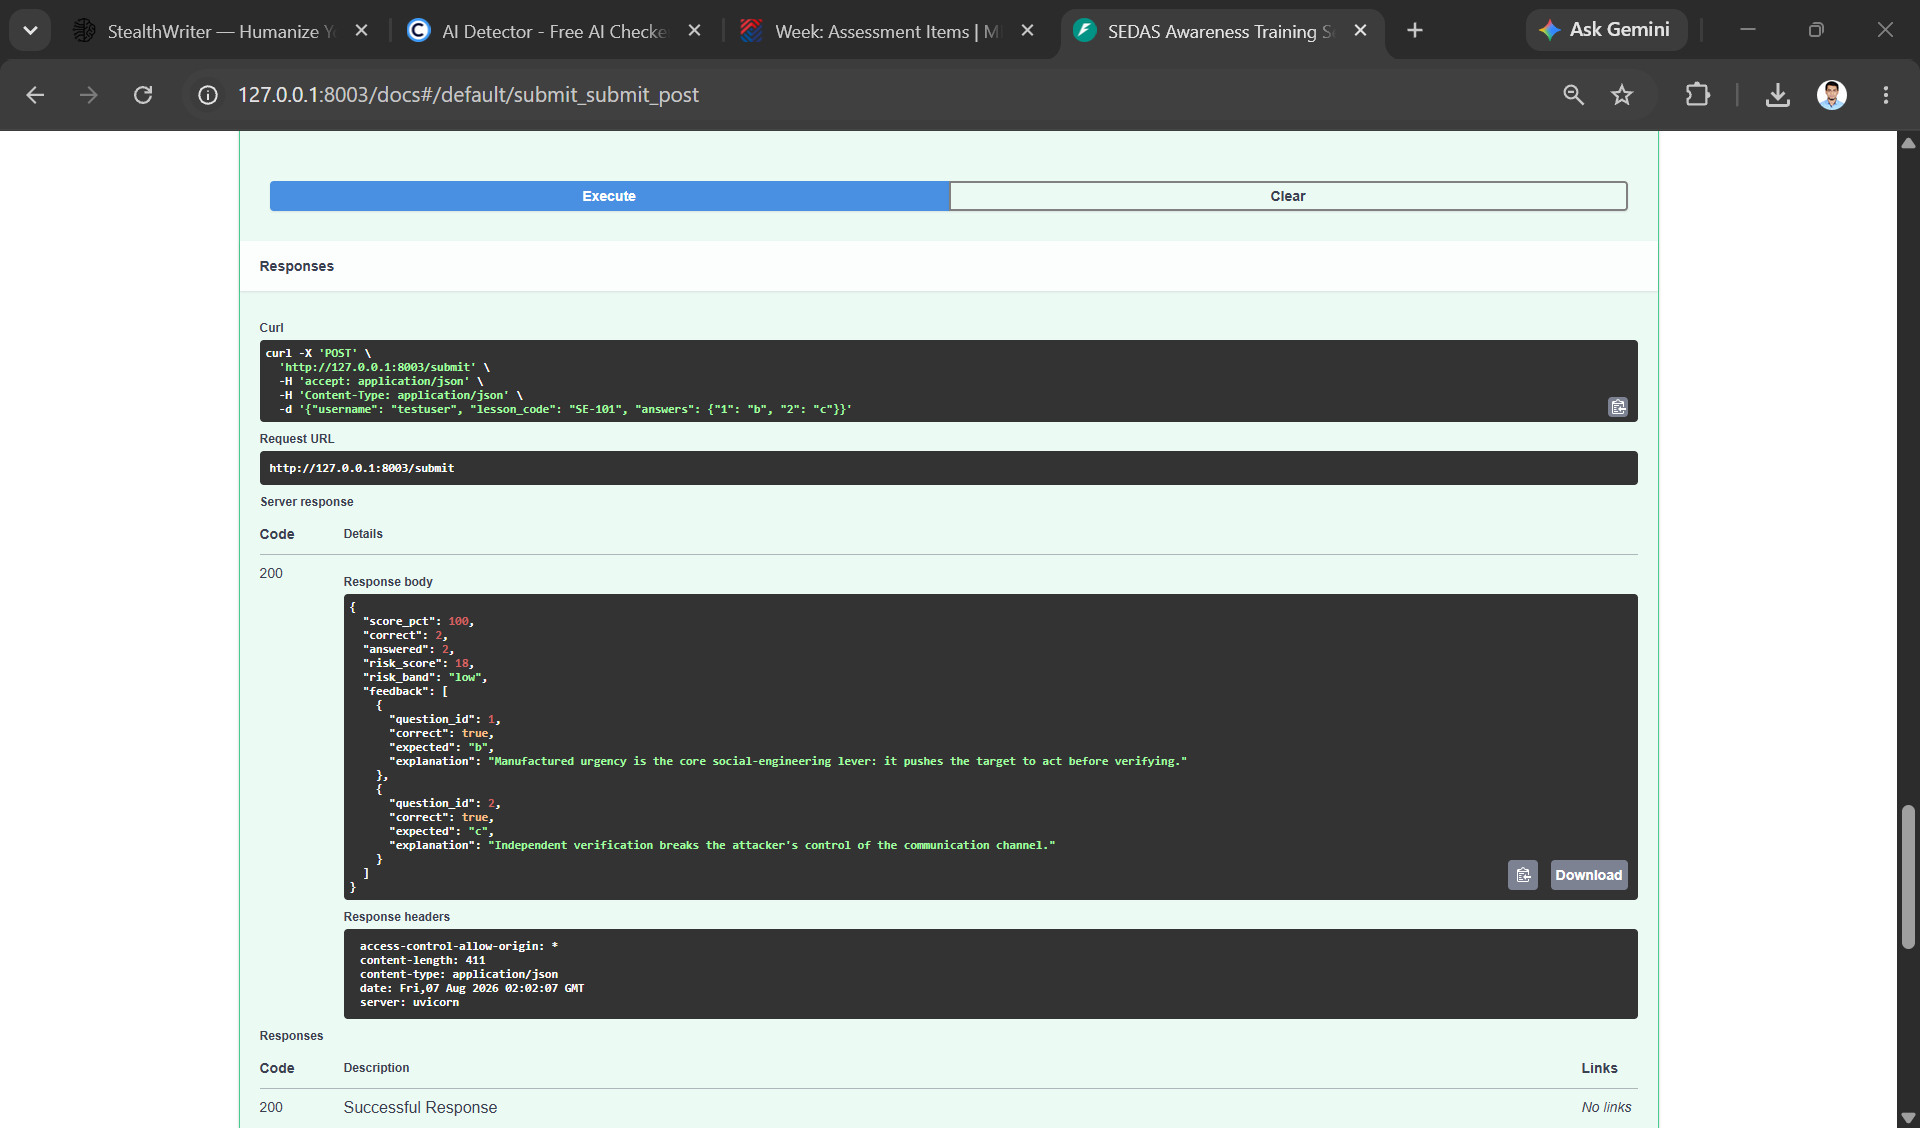 StealthWriter — Humanize Y
AI Detector - Free AI Checke
Week: Assessment Items | M
SEDAS Awareness Training S
Ask Gemini
127.0.0.1:8003/docs#/default/submit_submit_post
Execute
Clear
Responses
Curl
curl -X 'POST' \
'http://127.0.0.1:8003/submit' \
-H 'accept: application/json' \
-H 'Content-Type: application/json' \
-d '{"username": "testuser", "lesson_code": "SE-101", "answers": {"1": "b", "2": "c"}}'
Request URL
http://127.0.0.1:8003/submit
Server response
Code Details
200
Response body
{
"score_pct": 100,
"correct": 2,
"answered": 2,
"risk_score": 18,
"risk_band": "low",
"feedback": [
{
"question_id": 1,
"correct": true,
"expected": "b",
"explanation": "Manufactured urgency is the core social-engineering lever: it pushes the target to act before verifying."
},
{
"question_id": 2,
"correct": true,
"expected": "c",
"explanation": "Independent verification breaks the attacker's control of the communication channel."
}
]
}
Download
Response headers
access-control-allow-origin: *
content-length: 411
content-type: application/json
date: Fri,07 Aug 2026 02:02:07 GMT
server: uvicorn
Responses
Code Description Links
200 Successful Response No links